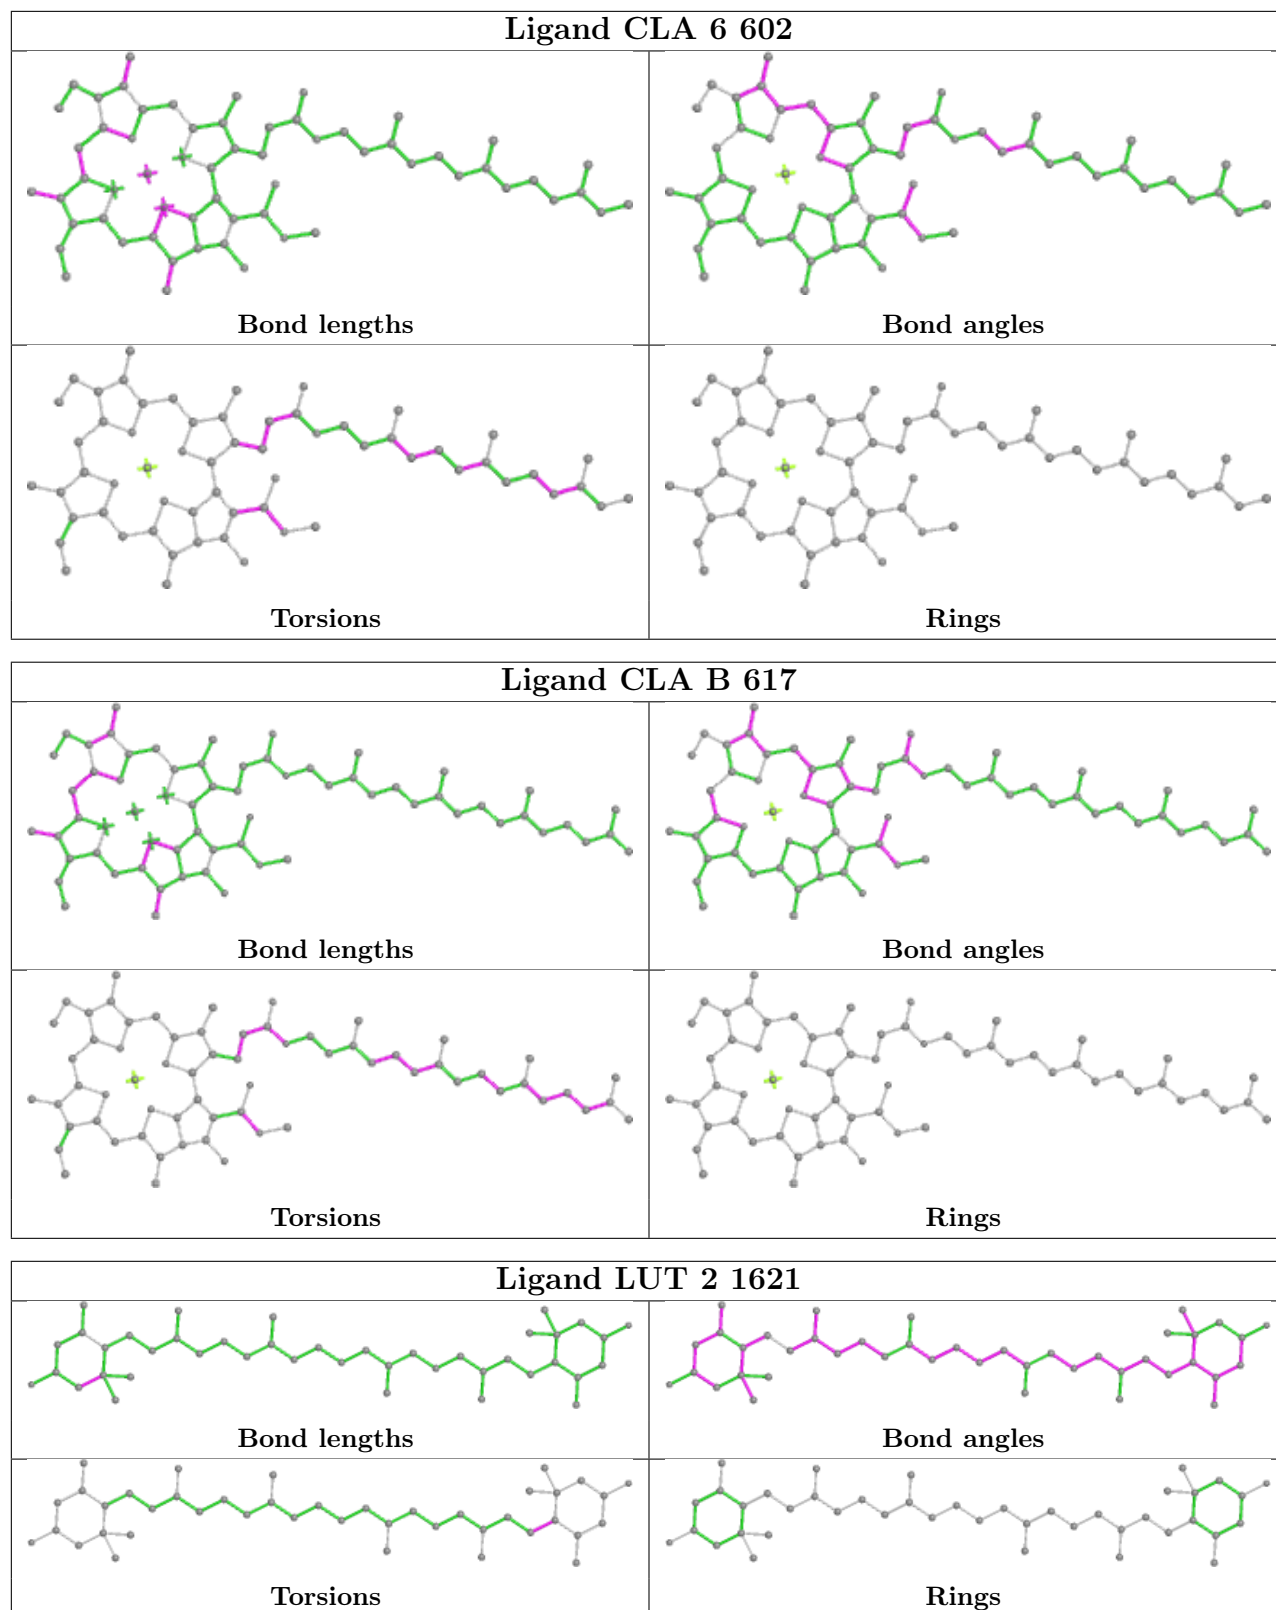 Ligand CLA 6 602
Bond lengths
Bond angles
Torsions
Rings
Ligand CLA B 617
Bond lengths
Bond angles
Torsions
Rings
Ligand LUT 2 1621
Bond lengths
Bond angles
Torsions
Rings